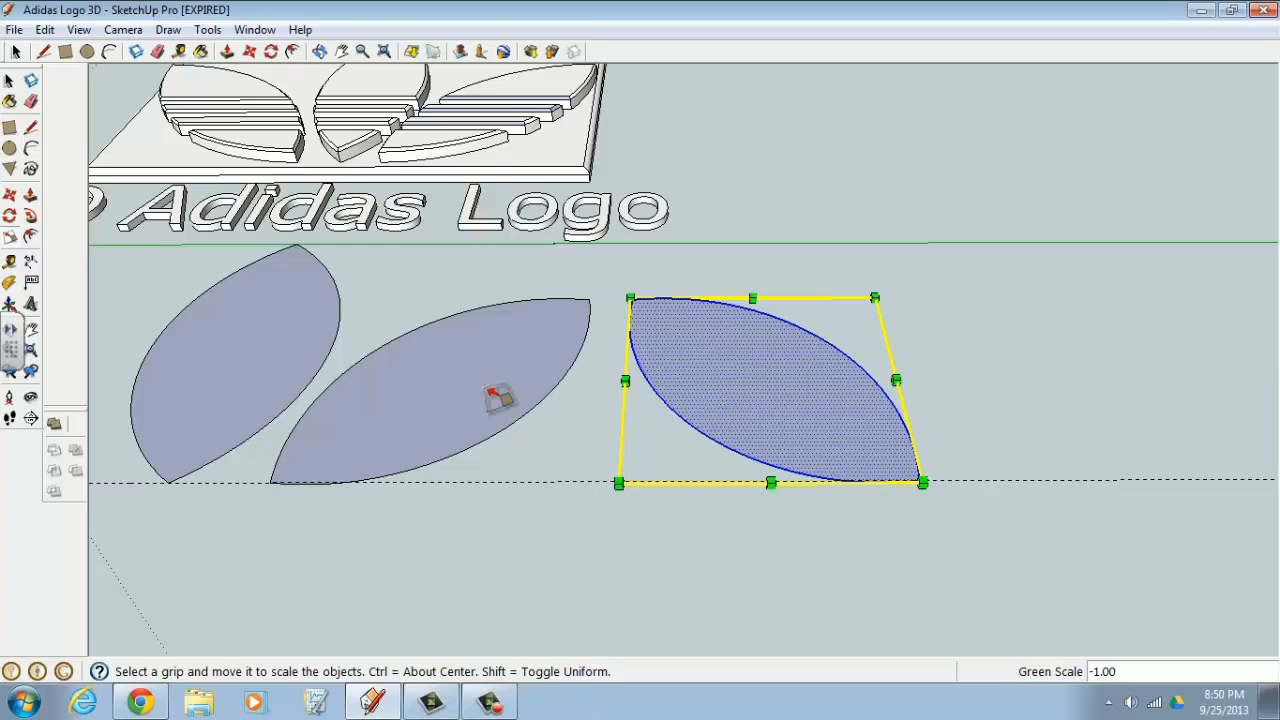 Adidas Logo 3D - SketchUp Pro [EXPIRED]
File Edit View Camera Draw Tools Window Help
Adidas Logo
Select a grip and move it to scale the objects. Ctrl = About Center. Shift = Toggle Uniform.
Green Scale -1.00
8:50 PM
9/25/2013